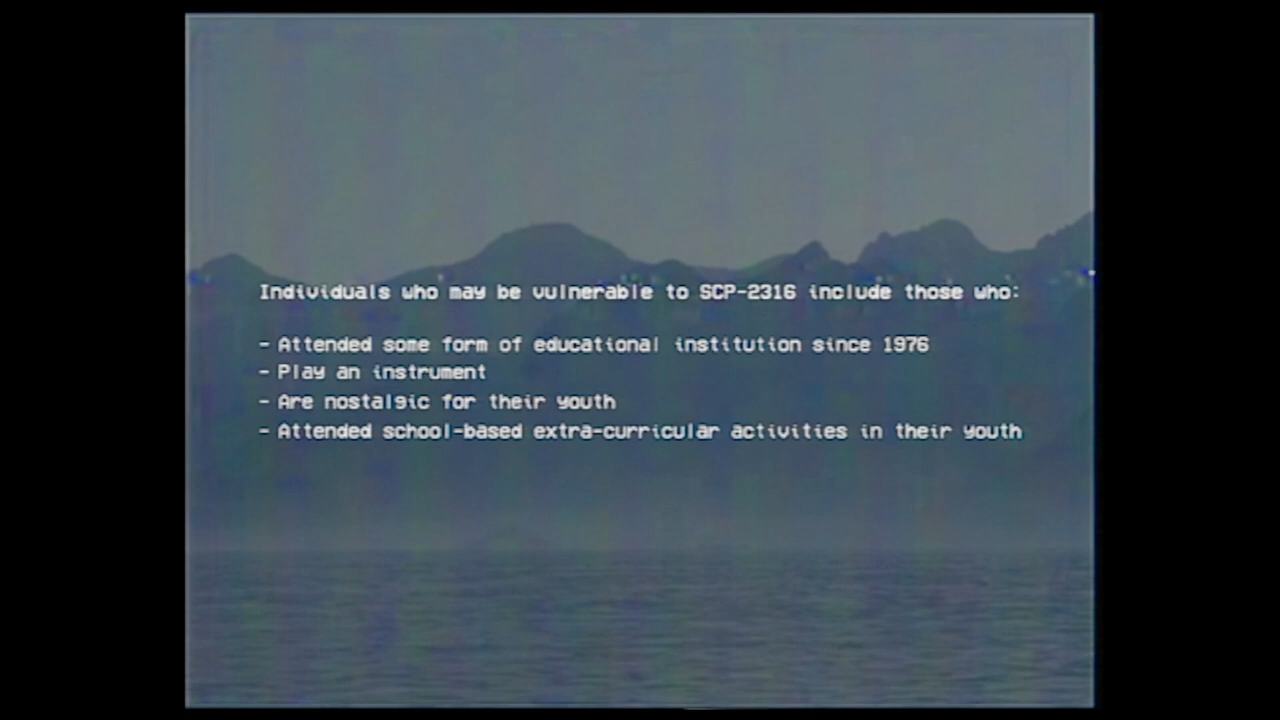 Individuals who may be vulnerable to SCP-2316 include those who:
- Attended some form of educational institution since 1976
- Play an instrument
- Are nostalgic for their youth
- Attended school-based extra-curricular activities in their youth